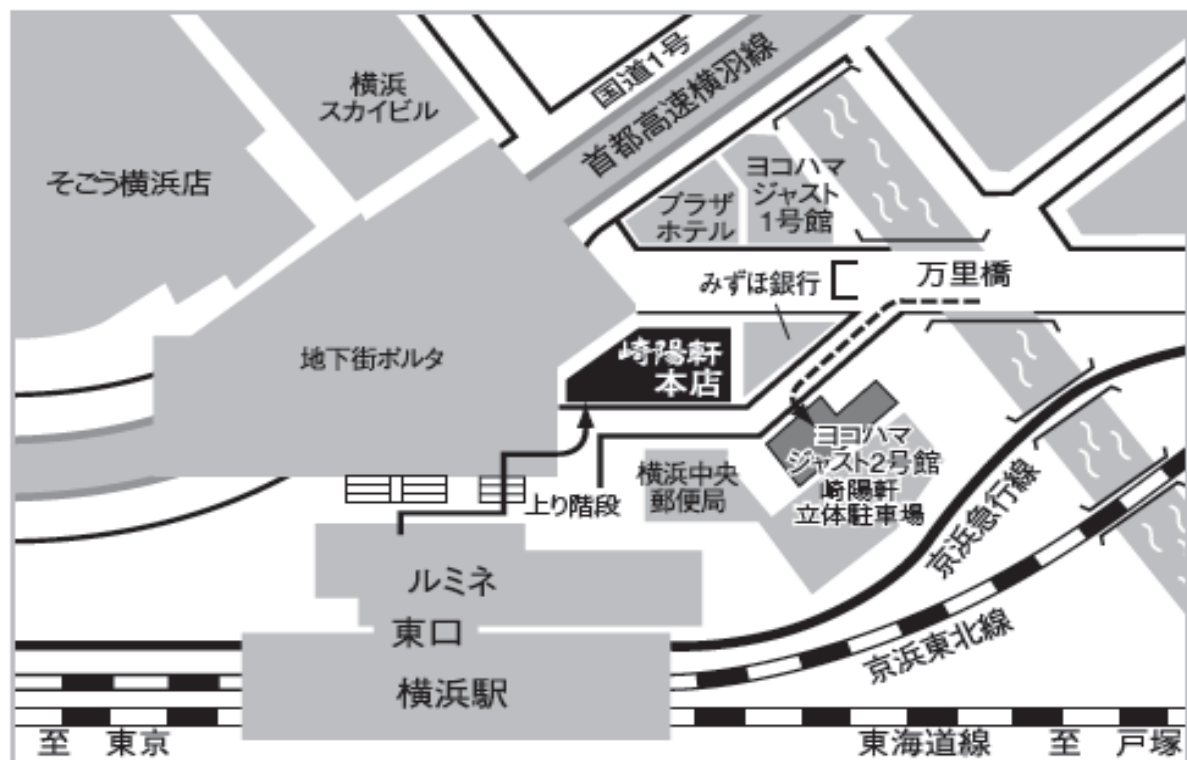 国道1号
首都高速横羽線
横浜
スカイビル
そごう横浜店
ヨコハマ
ジャスト
1号館
プラザ
ホテル
みずほ銀行
万里橋
地下街ポルタ
崎陽軒
本店
ヨコハマ
ジャスト2号館
崎陽軒
立体駐車場
横浜中央
郵便局
上り階段
京浜急行線
ルミネ
東口
京浜東北線
横浜駅
至 東京
東海道線 至 戸塚